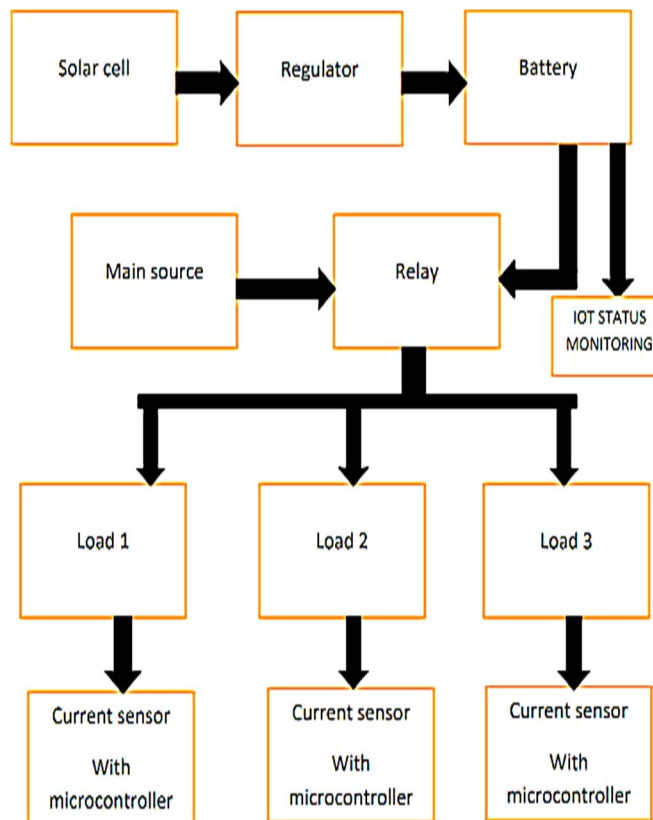 Solar cell
Regulator
Battery
Main source
Relay
IOT STATUS
MONITORING
Load 1
Load 2
Load 3
Current sensor
With
microcontroller
Current sensor
With
microcontroller
Current sensor
With
microcontroller